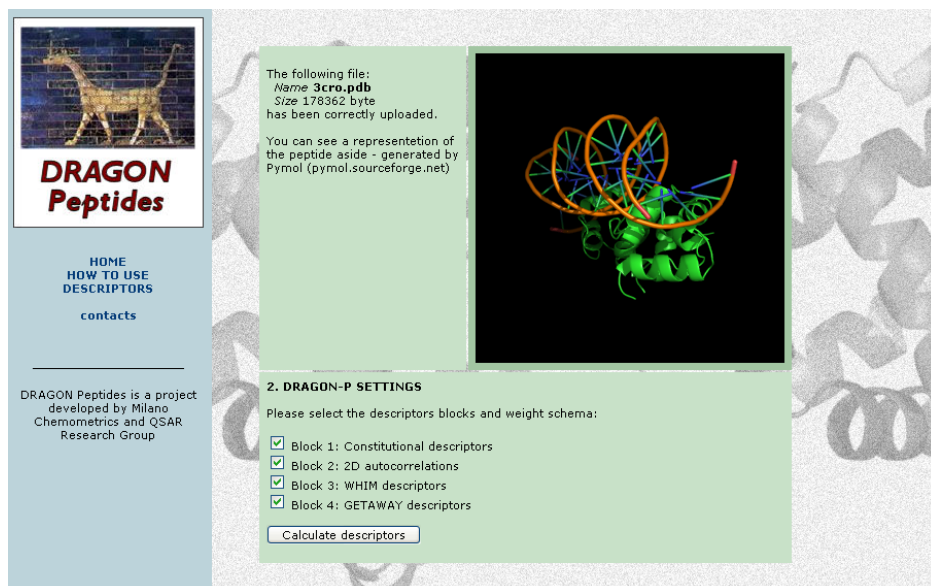 DRAGON
Peptides
HOME
HOW TO USE
DESCRIPTORS
contacts
DRAGON Peptides is a project
developed by Milano
Chemometrics and QSAR
Research Group
The following file:
Name 3cro.pdb
Size 178362 byte
has been correctly uploaded.
You can see a representetion of
the peptide aside - generated by
Pymol (pymol.sourceforge.net)
2. DRAGON-P SETTINGS
Please select the descriptors blocks and weight schema:
Block 1: Constitutional descriptors
Block 2: 2D autocorrelations
Block 3: WHIM descriptors
Block 4: GETAWAY descriptors
Calculate descriptors